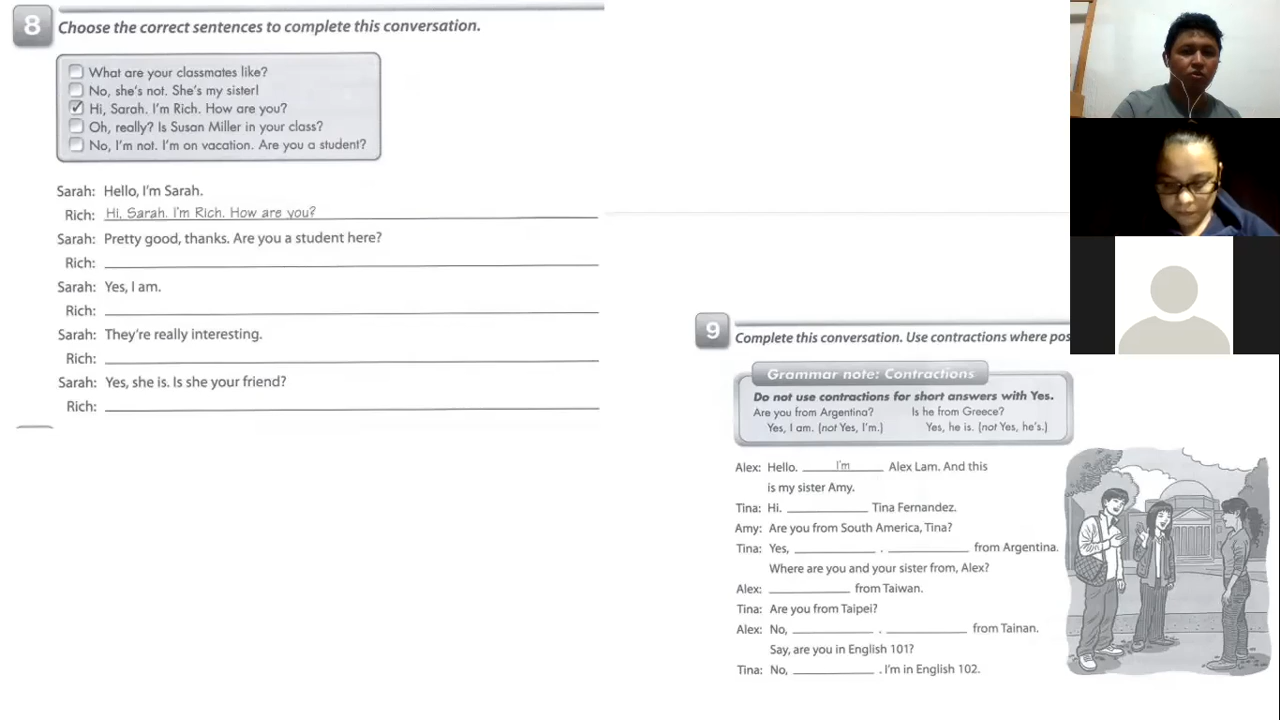 8 Choose the correct sentences to complete this conversation.
What are your classmates like?
No, she's not. She's my sister!
Hi, Sarah. I'm Rich. How are you?
Oh, really? Is Susan Miller in your class?
No, I'm not. I'm on vacation. Are you a student?
Sarah: Hello, I'm Sarah.
Rich: Hi, Sarah. I'm Rich. How are you?
Sarah: Pretty good, thanks. Are you a student here?
Rich:
Sarah: Yes, I am.
Rich:
Sarah: They're really interesting.
Rich:
Sarah: Yes, she is. Is she your friend?
Rich:
9 Complete this conversation. Use contractions where pos
Grammar note: Contractions
Do not use contractions for short answers with Yes.
Are you from Argentina? Is he from Greece?
Yes, I am. (not Yes, I'm.) Yes, he is. (not Yes, he's.)
Alex: Hello. I'm Alex Lam. And this
is my sister Amy.
Tina: Hi. ____ Tina Fernandez.
Amy: Are you from South America, Tina?
Tina: Yes, ____ . ____ from Argentina.
Where are you and your sister from, Alex?
Alex: ____ from Taiwan.
Tina: Are you from Taipei?
Alex: No, ____ . ____ from Tainan.
Say, are you in English 101?
Tina: No, ____ . I'm in English 102.